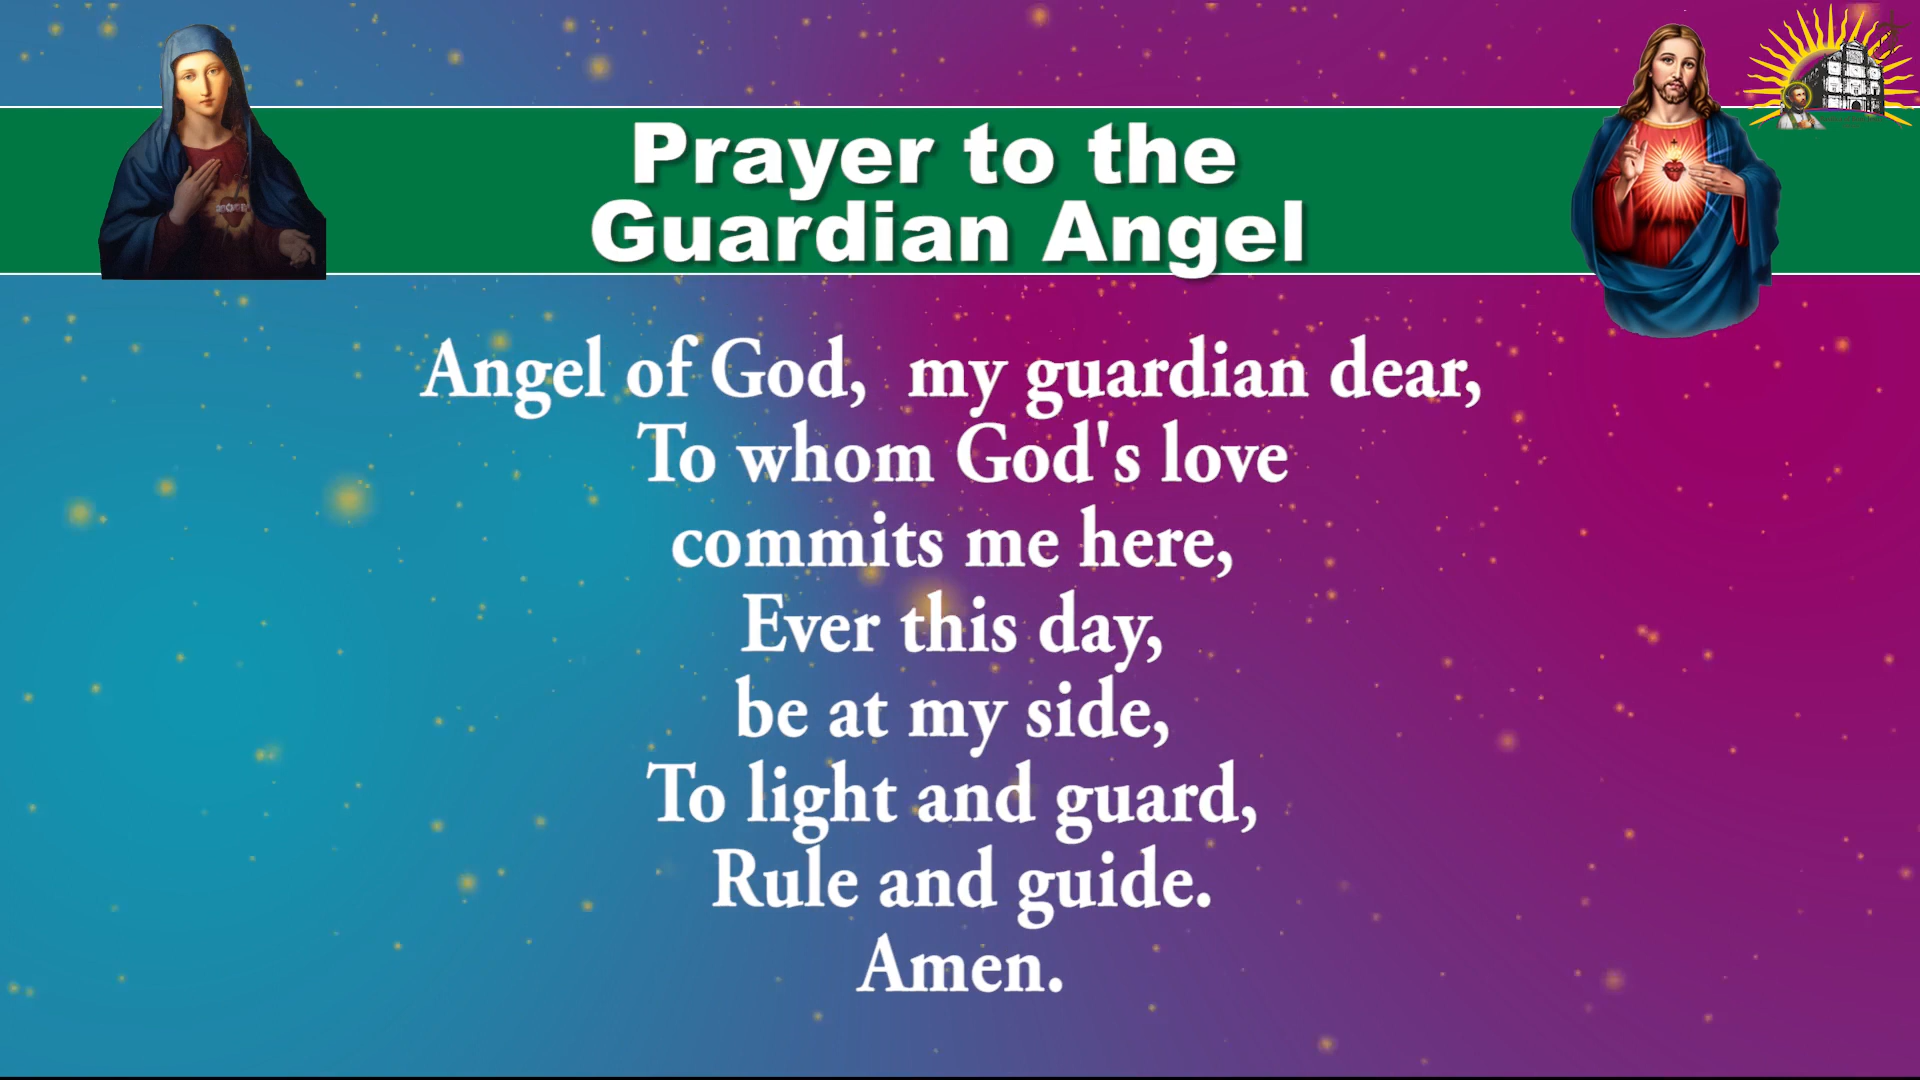 Prayer to the
Guardian Angel
Angel of God,  my guardian dear,
To whom God's love
commits me here,
Ever this day,
be at my side,
To light and guard,
Rule and guide.
Amen.